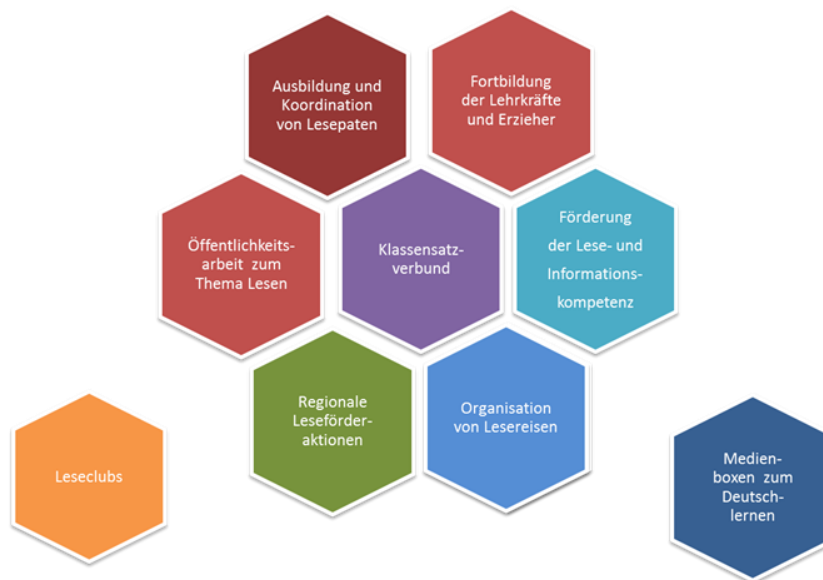 Ausbildung und
Koordination
von Lesepaten
Fortbildung
der Lehrkräfte
und Erzieher
Öffentlichkeits-
arbeit zum
Thema Lesen
Klassensatz-
verbund
Förderung
der Lese- und
Informations-
kompetenz
Regionale
Leseförder-
aktionen
Organisation
von Lesereisen
Leseclubs
Medien-
boxen zum
Deutsch-
lernen